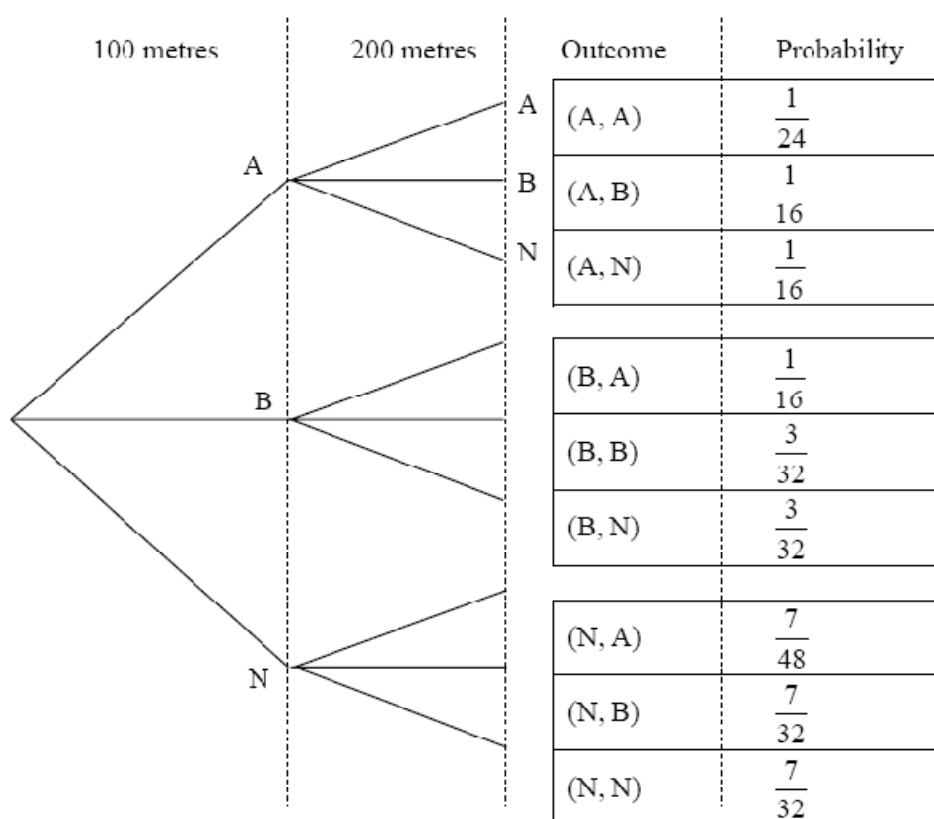 100 metres 200 metres Outcome Probability
A (A, A) 1/24
A B (A, B) 1/16
N (A, N) 1/16
(B, A) 1/16
B (B, B) 3/32
(B, N) 3/32
(N, A) 7/48
N (N, B) 7/32
(N, N) 7/32